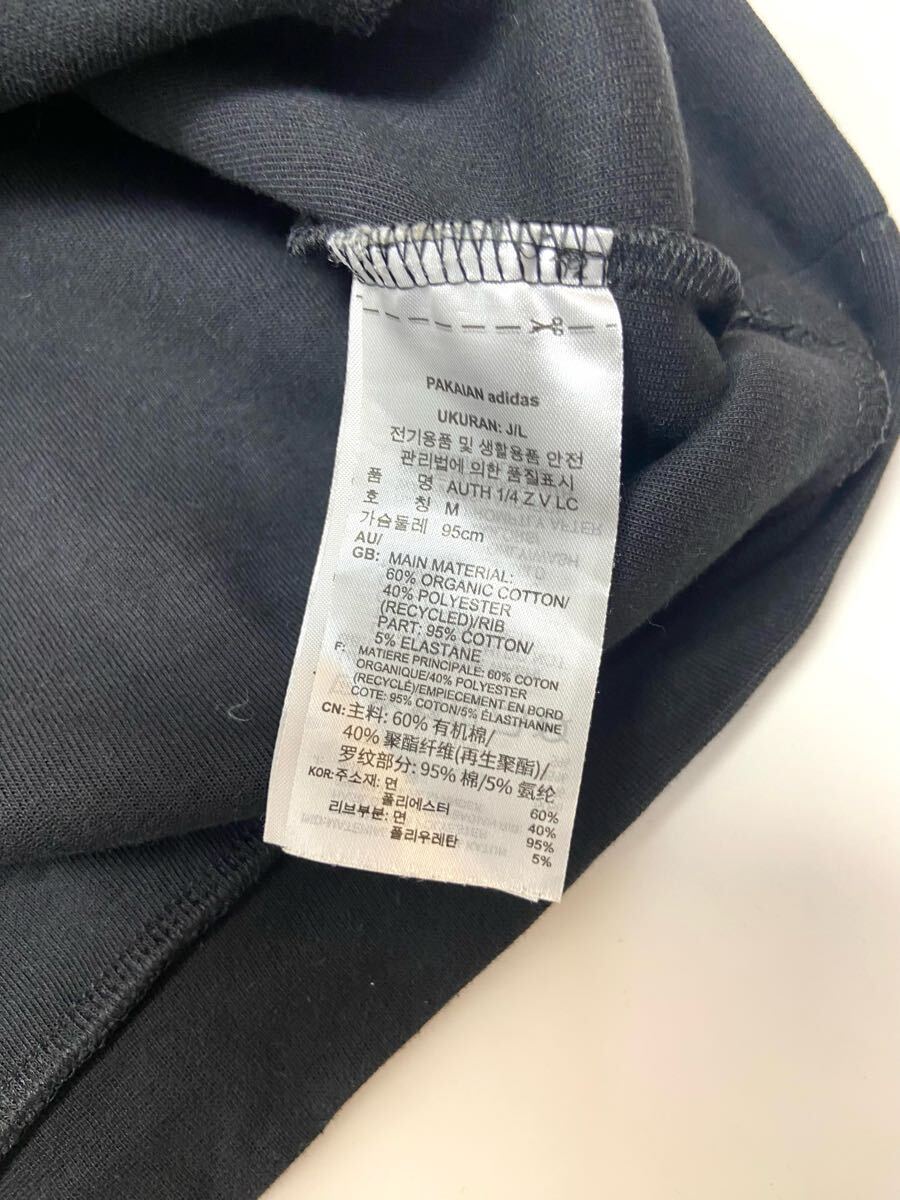 PAKAIAN adidas
UKURAN: J/L
전기용품 및 생활용품 안전
관리법에 의한 품질표시
품 명 AUTH 1/4 Z V LC
호 칭 M
가슴둘레 95cm
AU/
GB: MAIN MATERIAL:
60% ORGANIC COTTON/
40% POLYESTER
(RECYCLED)/RIB
PART: 95% COTTON/
5% ELASTANE
F: MATIERE PRINCIPALE: 60% COTON
ORGANIQUE/40% POLYESTER
(RECYCLÉ)/EMPIECEMENT EN BORD
COTE: 95% COTON/5% ÉLASTHANNE
CN: 主料: 60% 有机棉/
40% 聚酯纤维(再生聚酯)/
罗纹部分: 95% 棉/5% 氨纶
KOR: 주소재: 면 60%
폴리에스터 40%
리브부분: 면 95%
폴리우레탄 5%